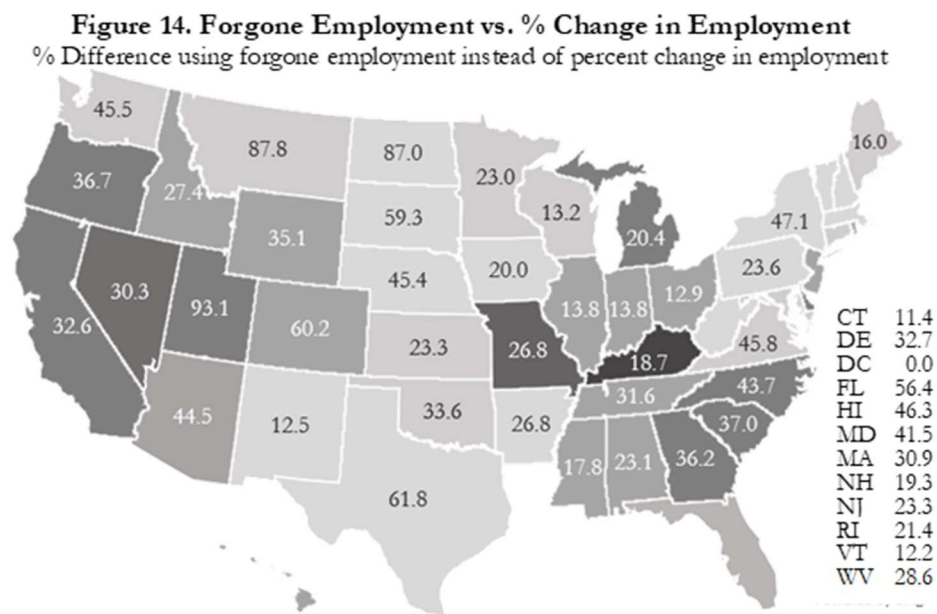 Figure 14. Forgone Employment vs. % Change in Employment
% Difference using forgone employment instead of percent change in employment
45.5
87.8
87.0
23.0
16.0
36.7
27.4
35.1
59.3
13.2
20.4
47.1
30.3
93.1
45.4
20.0
23.6
32.6
60.2
23.3
26.8
13.8
13.8
12.9
18.7
45.8
44.5
12.5
33.6
26.8
31.6
43.7
37.0
61.8
17.8
23.1
36.2
CT 11.4
DE 32.7
DC 0.0
FL 56.4
HI 46.3
MD 41.5
MA 30.9
NH 19.3
NJ 23.3
RI 21.4
VT 12.2
WV 28.6